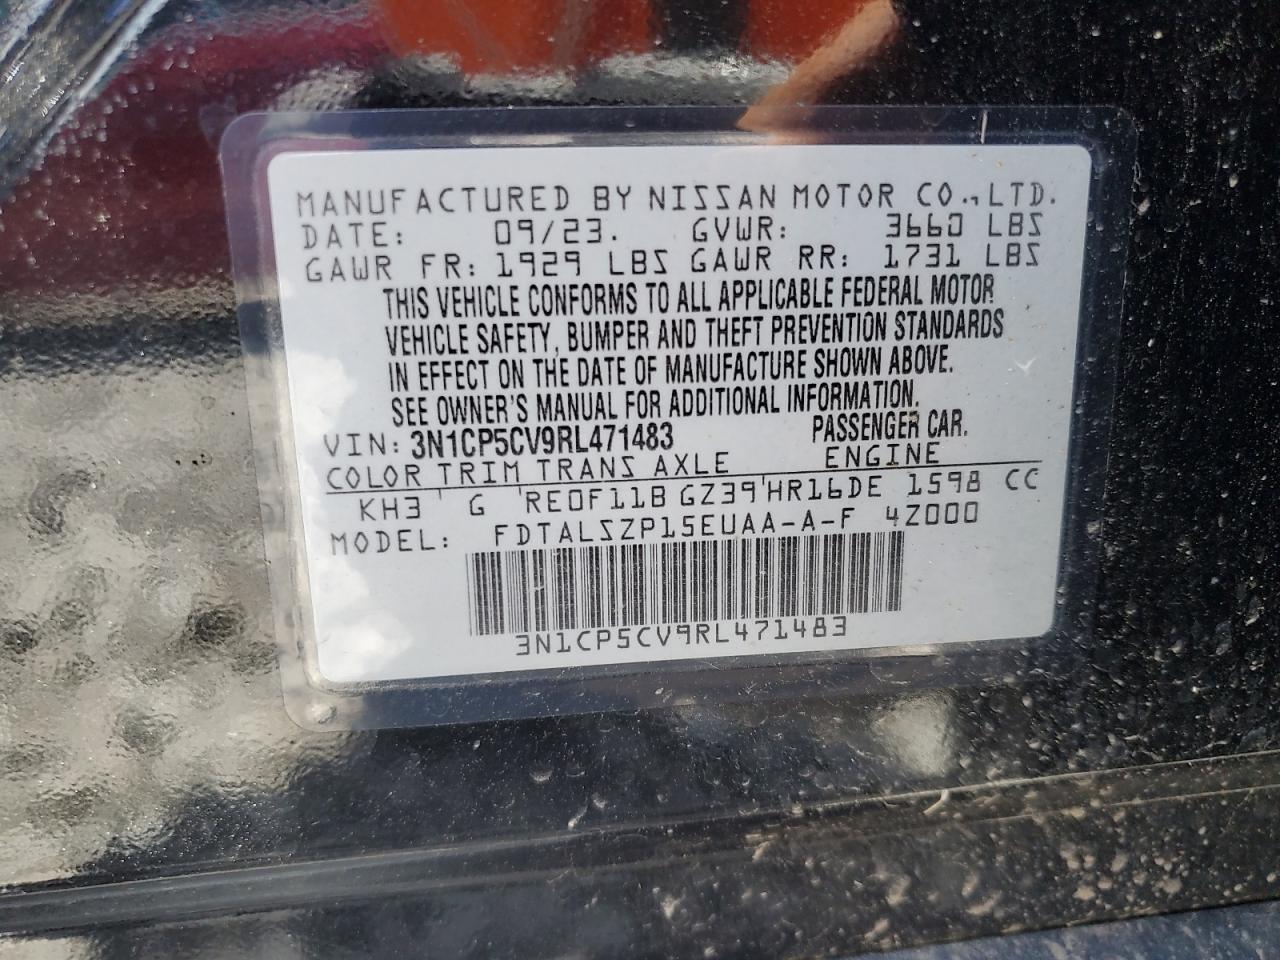 MANUFACTURED BY NISSAN MOTOR CO., LTD.
DATE: 09/23. GVWR: 3660 LBS
GAWR FR: 1929 LBS GAWR RR: 1731 LBS
THIS VEHICLE CONFORMS TO ALL APPLICABLE FEDERAL MOTOR
VEHICLE SAFETY, BUMPER AND THEFT PREVENTION STANDARDS
IN EFFECT ON THE DATE OF MANUFACTURE SHOWN ABOVE.
SEE OWNER'S MANUAL FOR ADDITIONAL INFORMATION.
VIN: 3N1CP5CV9RL471483 PASSENGER CAR.
COLOR TRIM TRANS AXLE ENGINE
KH3 ' G 'RE0F11B GZ39'HR16DE 1598 CC
MODEL: FDTALSZP15EUAA-A-F 4Z000
3N1CP5CV9RL471483